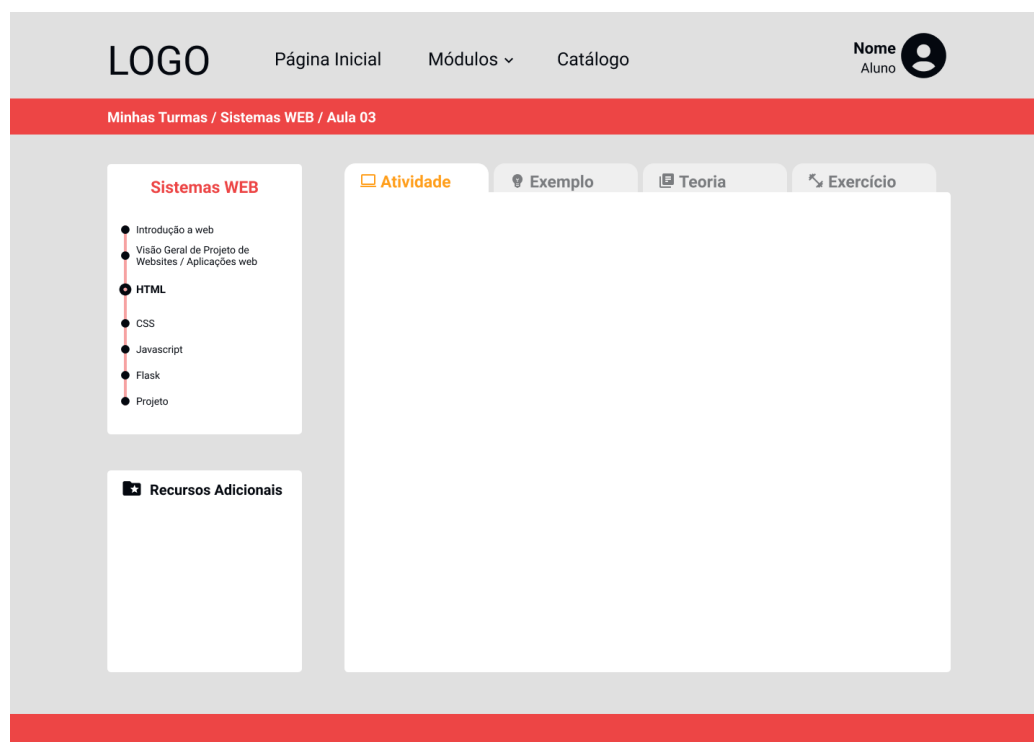 LOGO
Página Inicial
Módulos
Catálogo
Nome
Aluno
Minhas Turmas / Sistemas WEB / Aula 03
Sistemas WEB
Introdução a web
Visão Geral de Projeto de
Websites / Aplicações web
HTML
CSS
Javascript
Flask
Projeto
Recursos Adicionais
Atividade
Exemplo
Teoria
Exercício